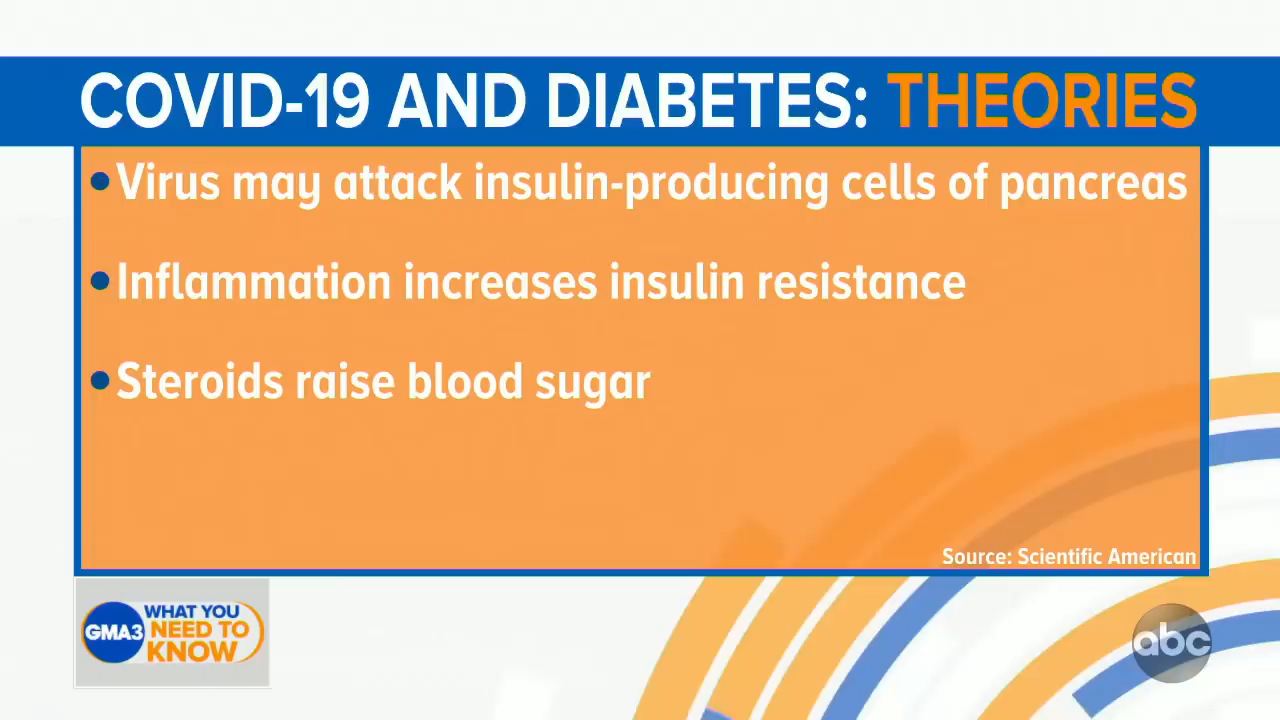 COVID-19 AND DIABETES: THEORIES
• Virus may attack insulin-producing cells of pancreas
• Inflammation increases insulin resistance
• Steroids raise blood sugar
Source: Scientific American
GMA3
WHAT YOU
NEED TO
KNOW
abc